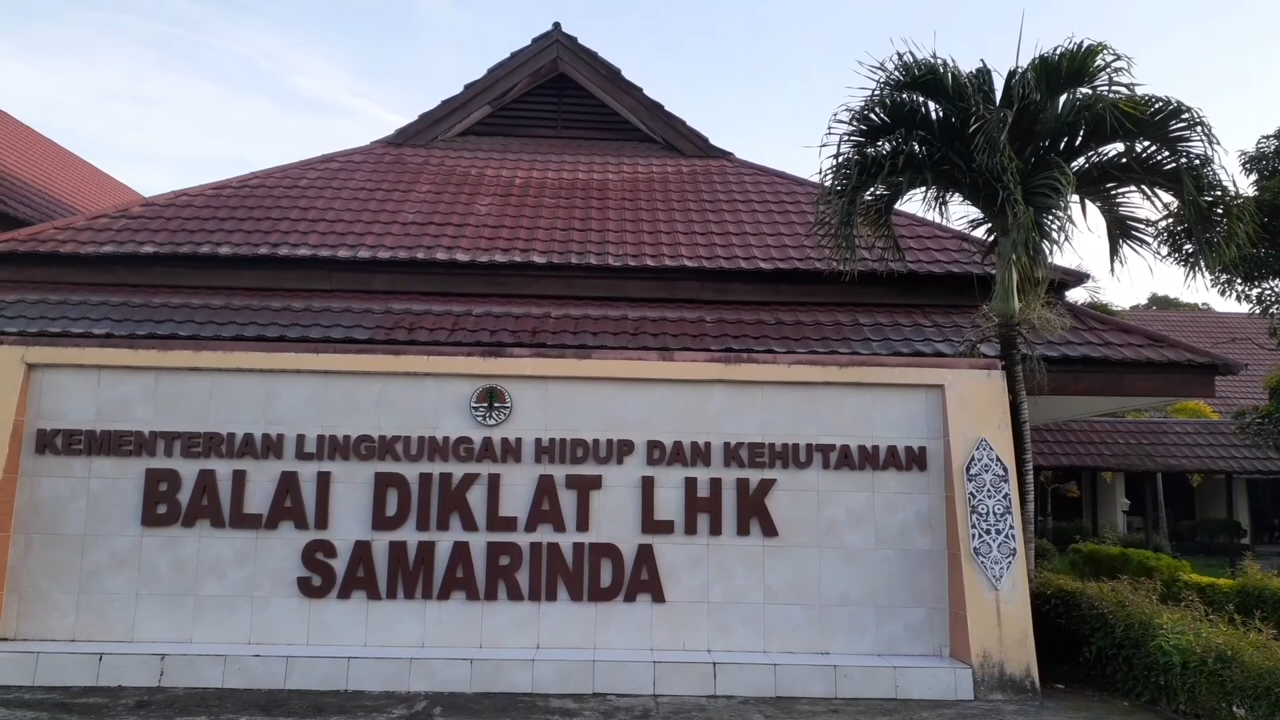 KEMENTERIAN LINGKUNGAN HIDUP DAN KEHUTANAN
BALAI DIKLAT LHK
SAMARINDA